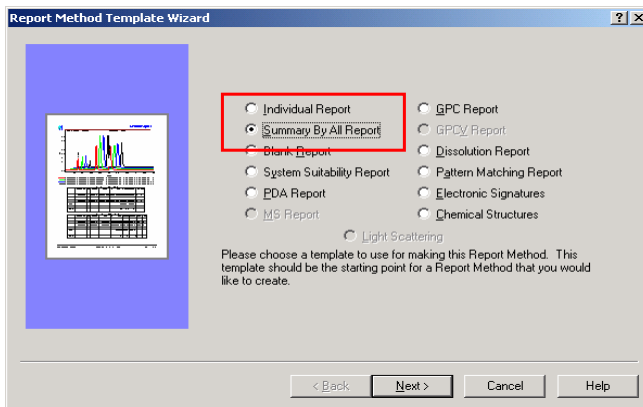 Report Method Template Wizard
Individual Report
Summary By All Report
Blank Report
System Suitability Report
PDA Report
MS Report
GPC Report
GPCV Report
Dissolution Report
Pattern Matching Report
Electronic Signatures
Chemical Structures
Light Scattering
Please choose a template to use for making this Report Method. This
template should be the starting point for a Report Method that you would
like to create.
< Back
Next >
Cancel
Help